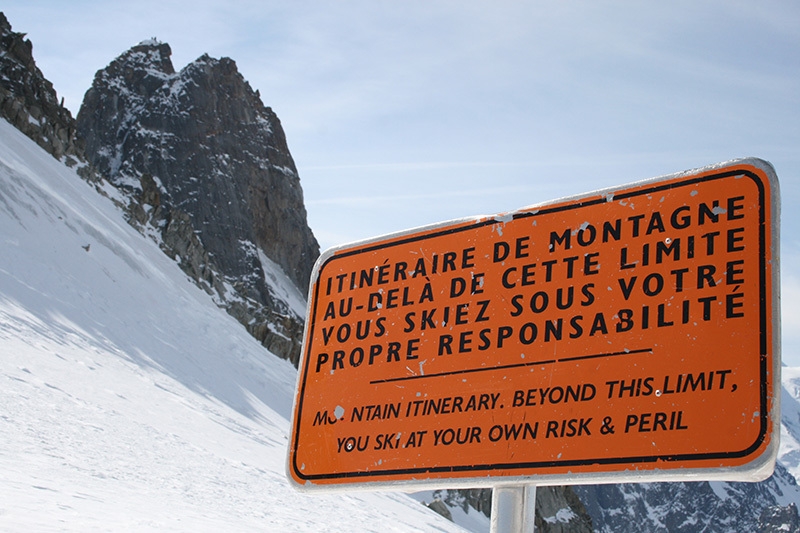 ITINÉRAIRE DE MONTAGNE
AU-DELÀ DE CETTE LIMITE
VOUS SKIEZ SOUS VOTRE
PROPRE RESPONSABILITÉ
ITINERARY. BEYOND THIS LIMIT,
YOU SKI AT YOUR OWN RISK & PERIL